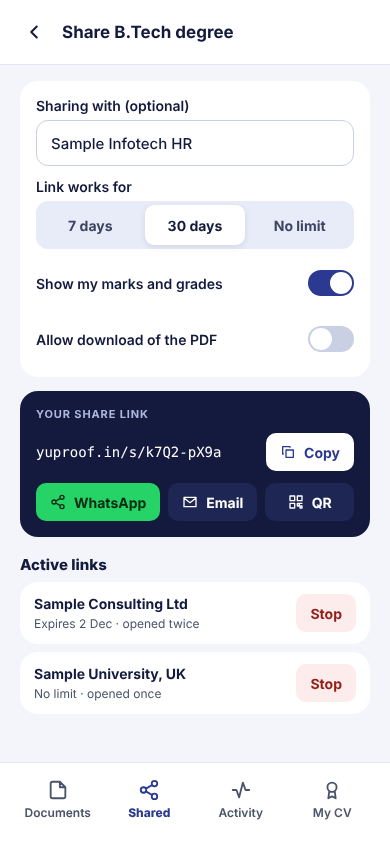 Share B.Tech degree
Sharing with (optional)
Sample Infotech HR
Link works for
7 days
30 days
No limit
Show my marks and grades
Allow download of the PDF
YOUR SHARE LINK
yuproof.in/s/k7Q2-pX9a
Copy
WhatsApp
Email
QR
Active links
Sample Consulting Ltd
Expires 2 Dec · opened twice
Stop
Sample University, UK
No limit · opened once
Stop
Documents
Shared
Activity
My CV